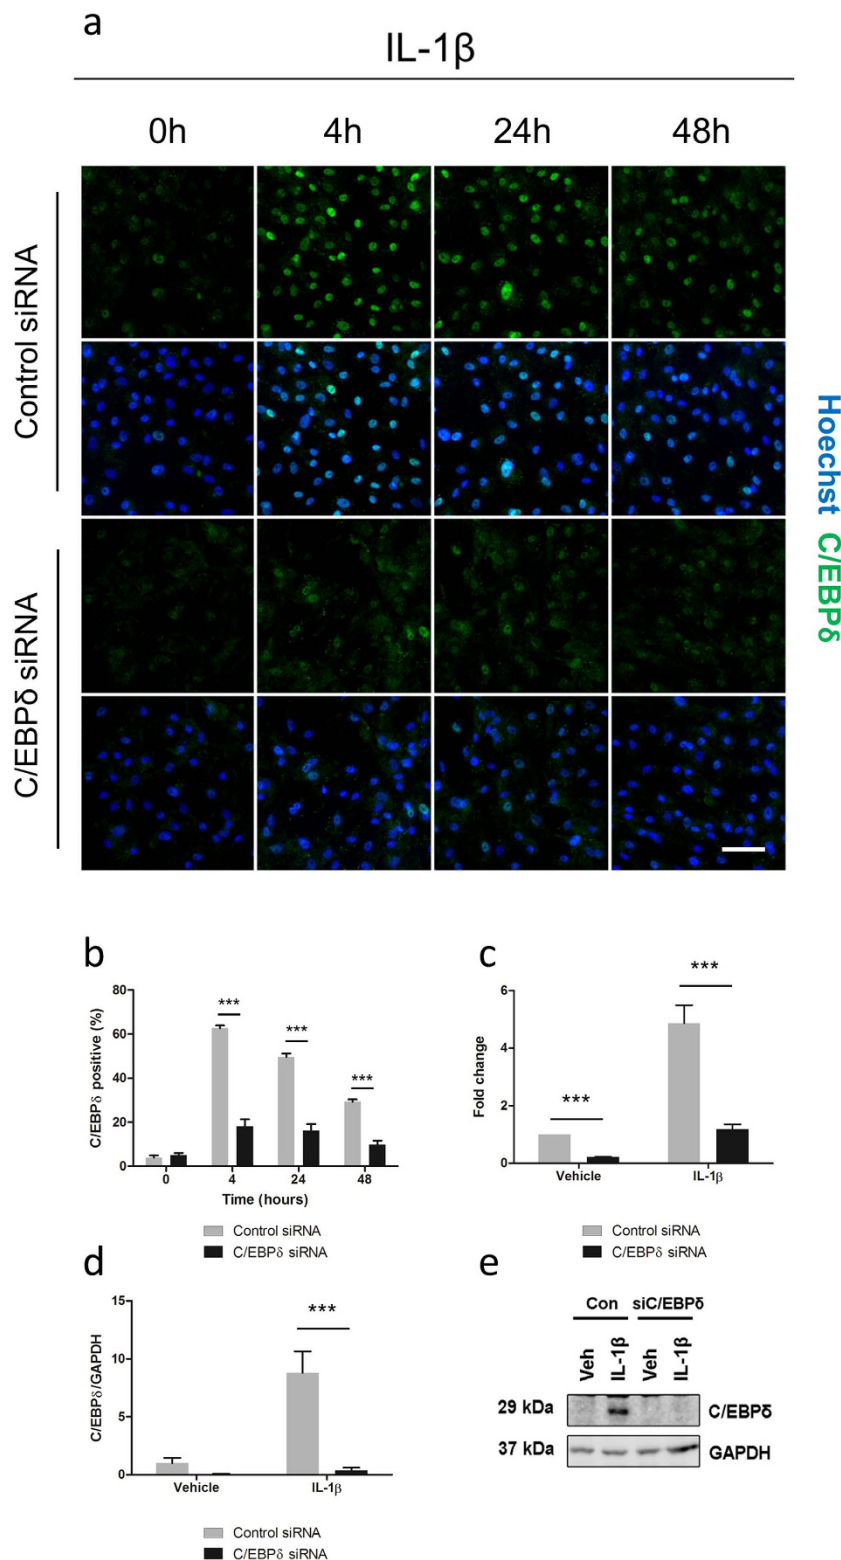 a
IL-1β
0h 4h 24h 48h
Control siRNA
C/EBPδ siRNA
Hoechst C/EBPδ
b
C/EBPδ positive (%)
80
60
40
20
0
***
***
***
0 4 24 48
Time (hours)
Control siRNA
C/EBPδ siRNA
c
Fold change
6
4
2
0
***
***
Vehicle IL-1β
Control siRNA
C/EBPδ siRNA
d
C/EBPδ/GAPDH
15
10
5
0
***
Vehicle IL-1β
Control siRNA
C/EBPδ siRNA
e
Con siC/EBPδ
Veh IL-1β Veh IL-1β
29 kDa C/EBPδ
37 kDa GAPDH